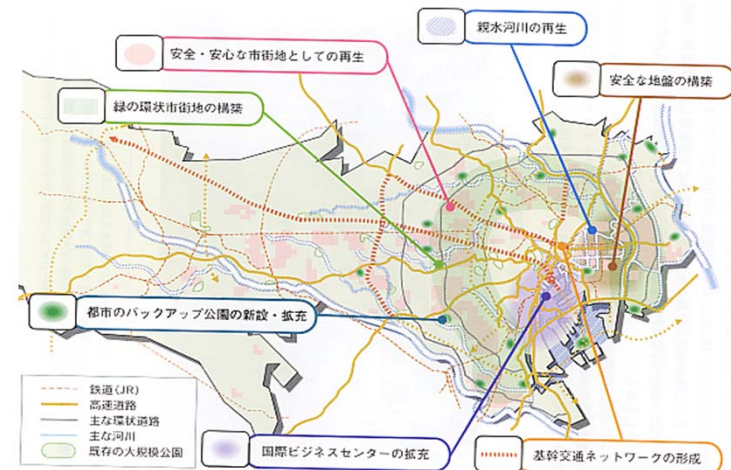 親水河川の再生
安全・安心な市街地としての再生
安全な地盤の構築
緑の環状市街地の構築
都市のバックアップ公園の新設・拡充
鉄道(JR)
高速道路
主な環状道路
主な河川
既存の大規模公園
国際ビジネスセンターの拡充
基幹交通ネットワークの形成